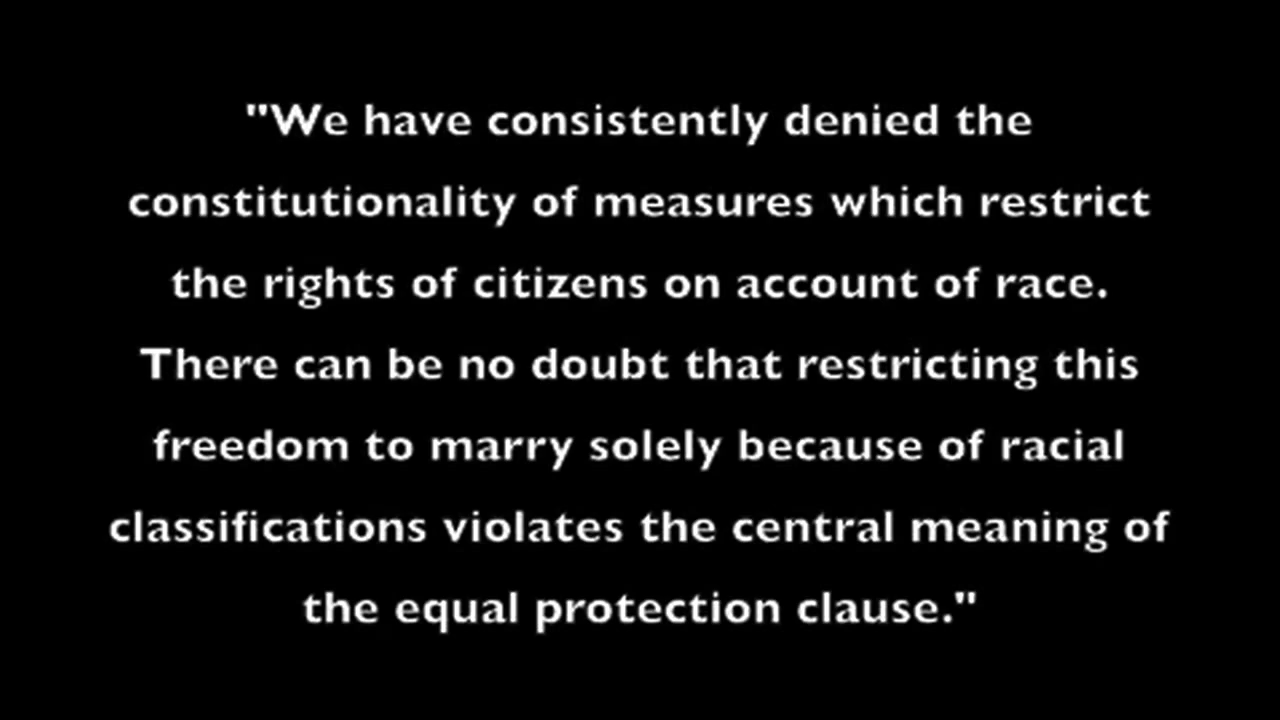 "We have consistently denied the
constitutionality of measures which restrict
the rights of citizens on account of race.
There can be no doubt that restricting this
freedom to marry solely because of racial
classifications violates the central meaning of
the equal protection clause."